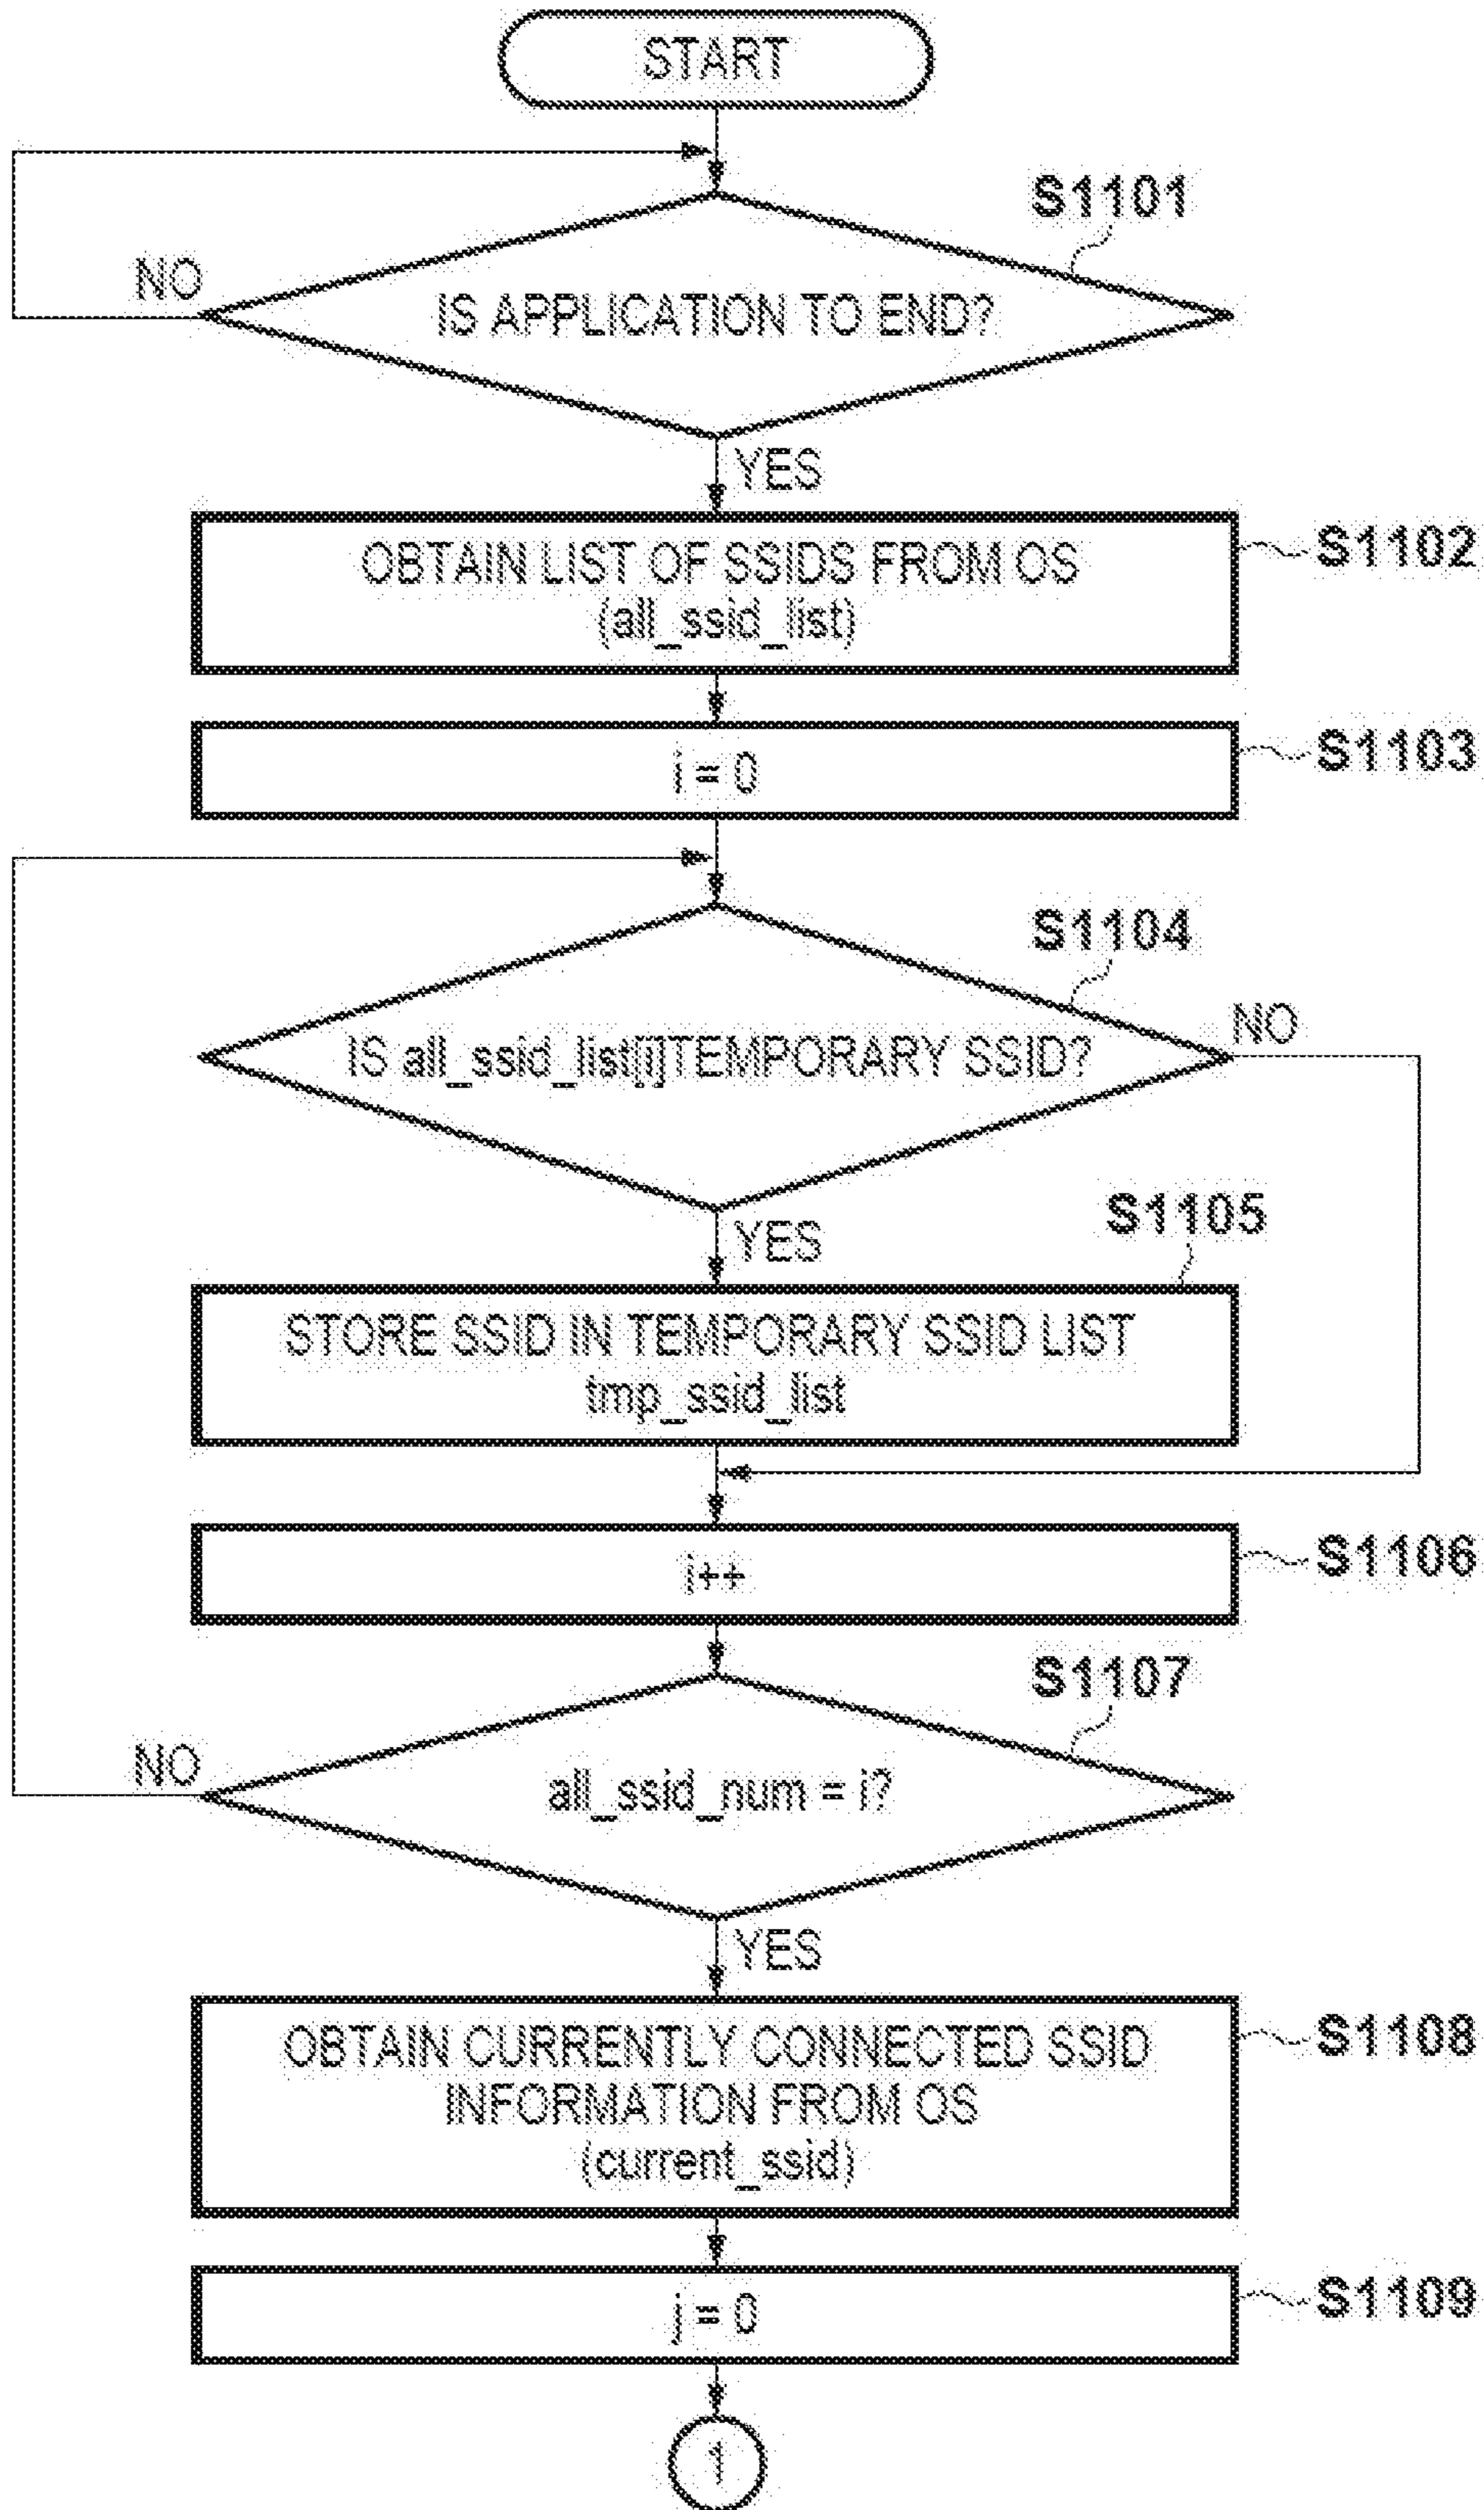 START
S1101
NO
IS APPLICATION TO END?
YES
OBTAIN LIST OF SSIDS FROM OS
(all_ssid_list)
S1102
i = 0
S1103
S1104
NO
IS all_ssid_list[i]TEMPORARY SSID?
YES
S1105
STORE SSID IN TEMPORARY SSID LIST
tmp_ssid_list
i++
S1106
S1107
NO
all_ssid_num = i?
YES
OBTAIN CURRENTLY CONNECTED SSID
INFORMATION FROM OS
(current_ssid)
S1108
j = 0
S1109
1